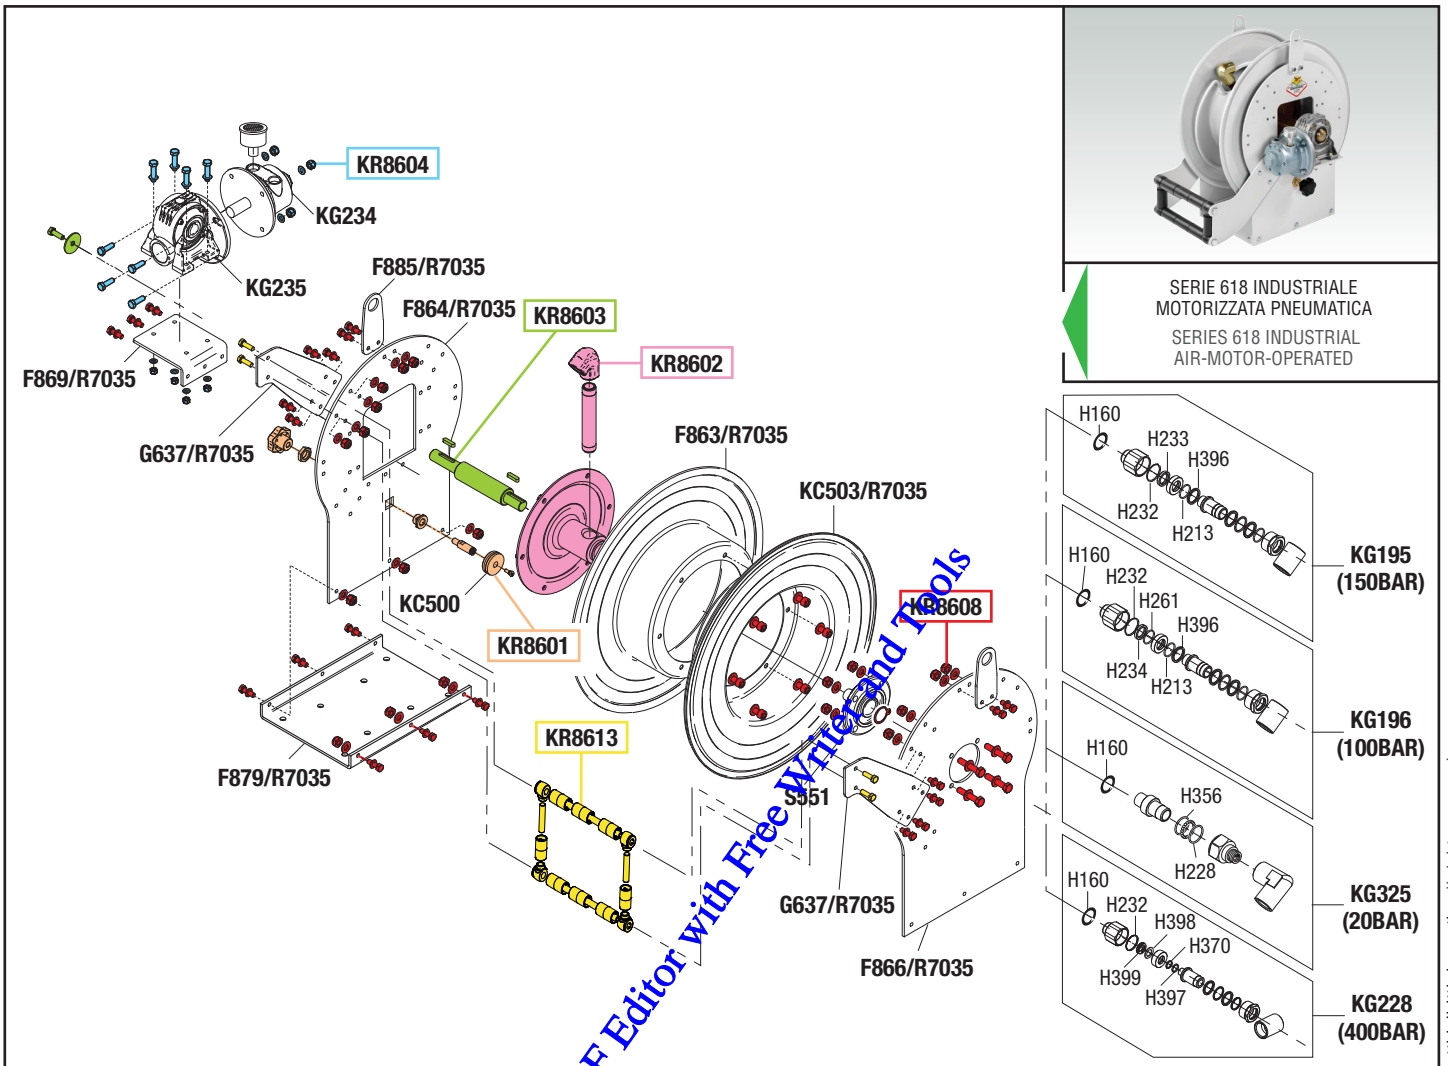 SERIE 618 INDUSTRIALE
MOTORIZZATA PNEUMATICA
SERIES 618 INDUSTRIAL
AIR-MOTOR-OPERATED
KR8604
KG234
KG235
F885/R7035
F864/R7035
KR8603
KR8602
F869/R7035
G637/R7035
F863/R7035
KC503/R7035
KC500
KR8601
KR8608
F879/R7035
KR8613
S551
G637/R7035
F866/R7035
F Editor with Free Writer and Tools
H160
H233
H396
H232
H213
KG195
(150BAR)
H160
H232
H261
H396
H234
H213
KG196
(100BAR)
H160
H356
H228
KG325
(20BAR)
H160
H232
H398
H370
H399
H397
KG228
(400BAR)